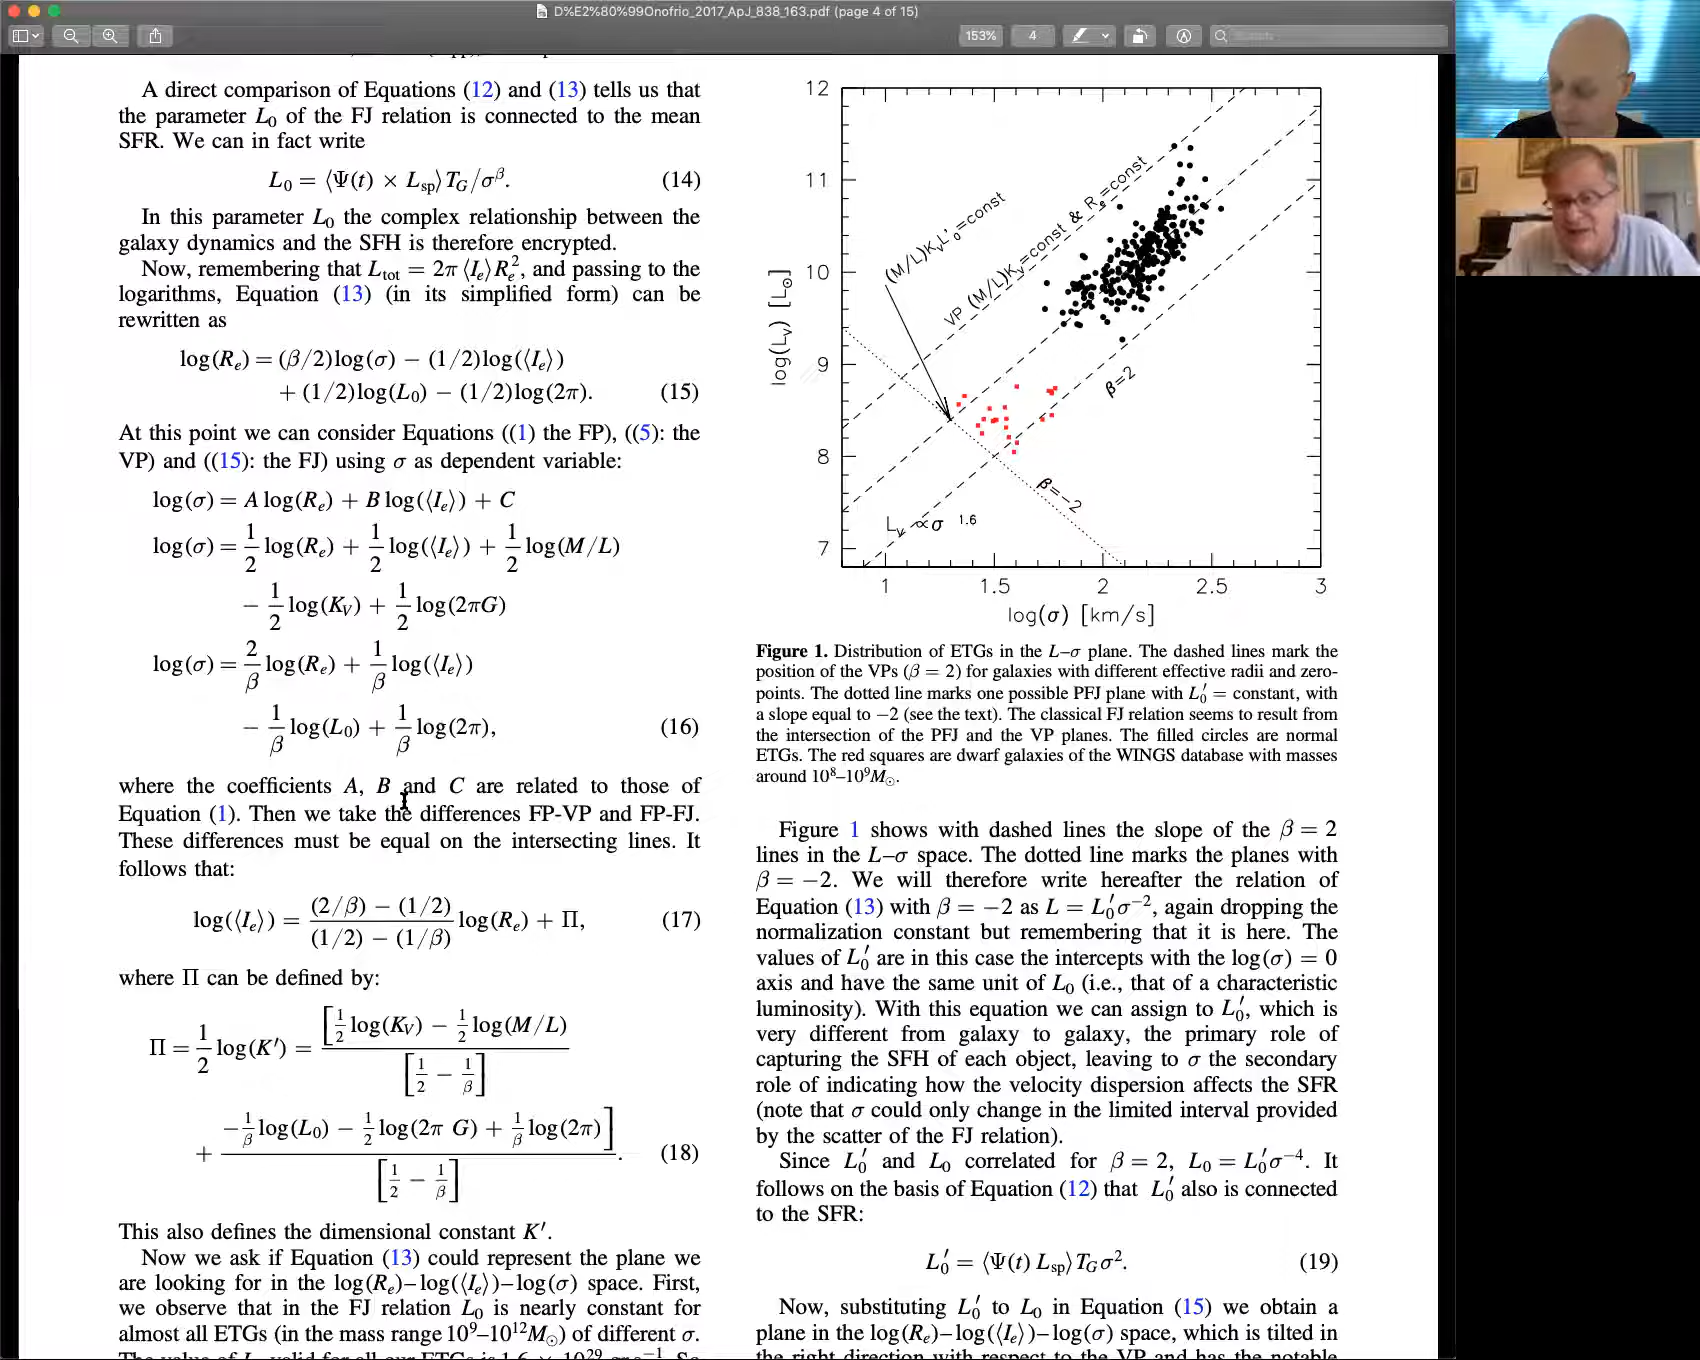 D%E2%80%99Onofrio_2017_ApJ_838_163.pdf (page 4 of 15)
153%
4
A direct comparison of Equations (12) and (13) tells us that
the parameter L₀ of the FJ relation is connected to the mean
SFR. We can in fact write
L₀ = ⟨Ψ(t) × Lsp⟩ TG/σ^β. (14)
In this parameter L₀ the complex relationship between the
galaxy dynamics and the SFH is therefore encrypted.
Now, remembering that Ltot = 2π⟨Ie⟩Re², and passing to the
logarithms, Equation (13) (in its simplified form) can be
rewritten as
log(Re) = (β/2)log(σ) − (1/2)log(⟨Ie⟩)
+ (1/2)log(L₀) − (1/2)log(2π). (15)
At this point we can consider Equations ((1) the FP), ((5): the
VP) and ((15): the FJ) using σ as dependent variable:
log(σ) = A log(Re) + B log(⟨Ie⟩) + C
log(σ) = 1/2 log(Re) + 1/2 log(⟨Ie⟩) + 1/2 log(M/L)
− 1/2 log(KV) + 1/2 log(2πG)
log(σ) = 2/β log(Re) + 1/β log(⟨Ie⟩)
− 1/β log(L₀) + 1/β log(2π), (16)
where the coefficients A, B and C are related to those of
Equation (1). Then we take the differences FP-VP and FP-FJ.
These differences must be equal on the intersecting lines. It
follows that:
log(⟨Ie⟩) = (2/β) − (1/2) / (1/2) − (1/β) log(Re) + Π, (17)
where Π can be defined by:
Π = 1/2 log(K′) = [1/2 log(KV) − 1/2 log(M/L) / [1/2 − 1/β]
+ −1/β log(L₀) − 1/2 log(2π G) + 1/β log(2π)] / [1/2 − 1/β]. (18)
This also defines the dimensional constant K′.
Now we ask if Equation (13) could represent the plane we
are looking for in the log(Re)−log(⟨Ie⟩)−log(σ) space. First,
we observe that in the FJ relation L₀ is nearly constant for
almost all ETGs (in the mass range 10⁹–10¹²M⊙) of different σ.
12
11
10
9
8
7
log(LV) [L⊙]
(M/L)KVL′₀=const
VP (M/L)KV=const & Re=const
β=2
β=−2
LV ∝σ 1.6
1 1.5 2 2.5 3
log(σ) [km/s]
Figure 1. Distribution of ETGs in the L–σ plane. The dashed lines mark the
position of the VPs (β = 2) for galaxies with different effective radii and zero-
points. The dotted line marks one possible PFJ plane with L′₀ = constant, with
a slope equal to −2 (see the text). The classical FJ relation seems to result from
the intersection of the PFJ and the VP planes. The filled circles are normal
ETGs. The red squares are dwarf galaxies of the WINGS database with masses
around 10⁸–10⁹M⊙.
Figure 1 shows with dashed lines the slope of the β = 2
lines in the L–σ space. The dotted line marks the planes with
β = −2. We will therefore write hereafter the relation of
Equation (13) with β = −2 as L = L′₀σ⁻², again dropping the
normalization constant but remembering that it is here. The
values of L′₀ are in this case the intercepts with the log(σ) = 0
axis and have the same unit of L₀ (i.e., that of a characteristic
luminosity). With this equation we can assign to L′₀, which is
very different from galaxy to galaxy, the primary role of
capturing the SFH of each object, leaving to σ the secondary
role of indicating how the velocity dispersion affects the SFR
(note that σ could only change in the limited interval provided
by the scatter of the FJ relation).
Since L′₀ and L₀ correlated for β = 2, L₀ = L′₀σ⁻⁴. It
follows on the basis of Equation (12) that L′₀ also is connected
to the SFR:
L′₀ = ⟨Ψ(t) Lsp⟩ TGσ². (19)
Now, substituting L′₀ to L₀ in Equation (15) we obtain a
plane in the log(Re)−log(⟨Ie⟩)−log(σ) space, which is tilted in
the right direction with respect to the VP and has the notable